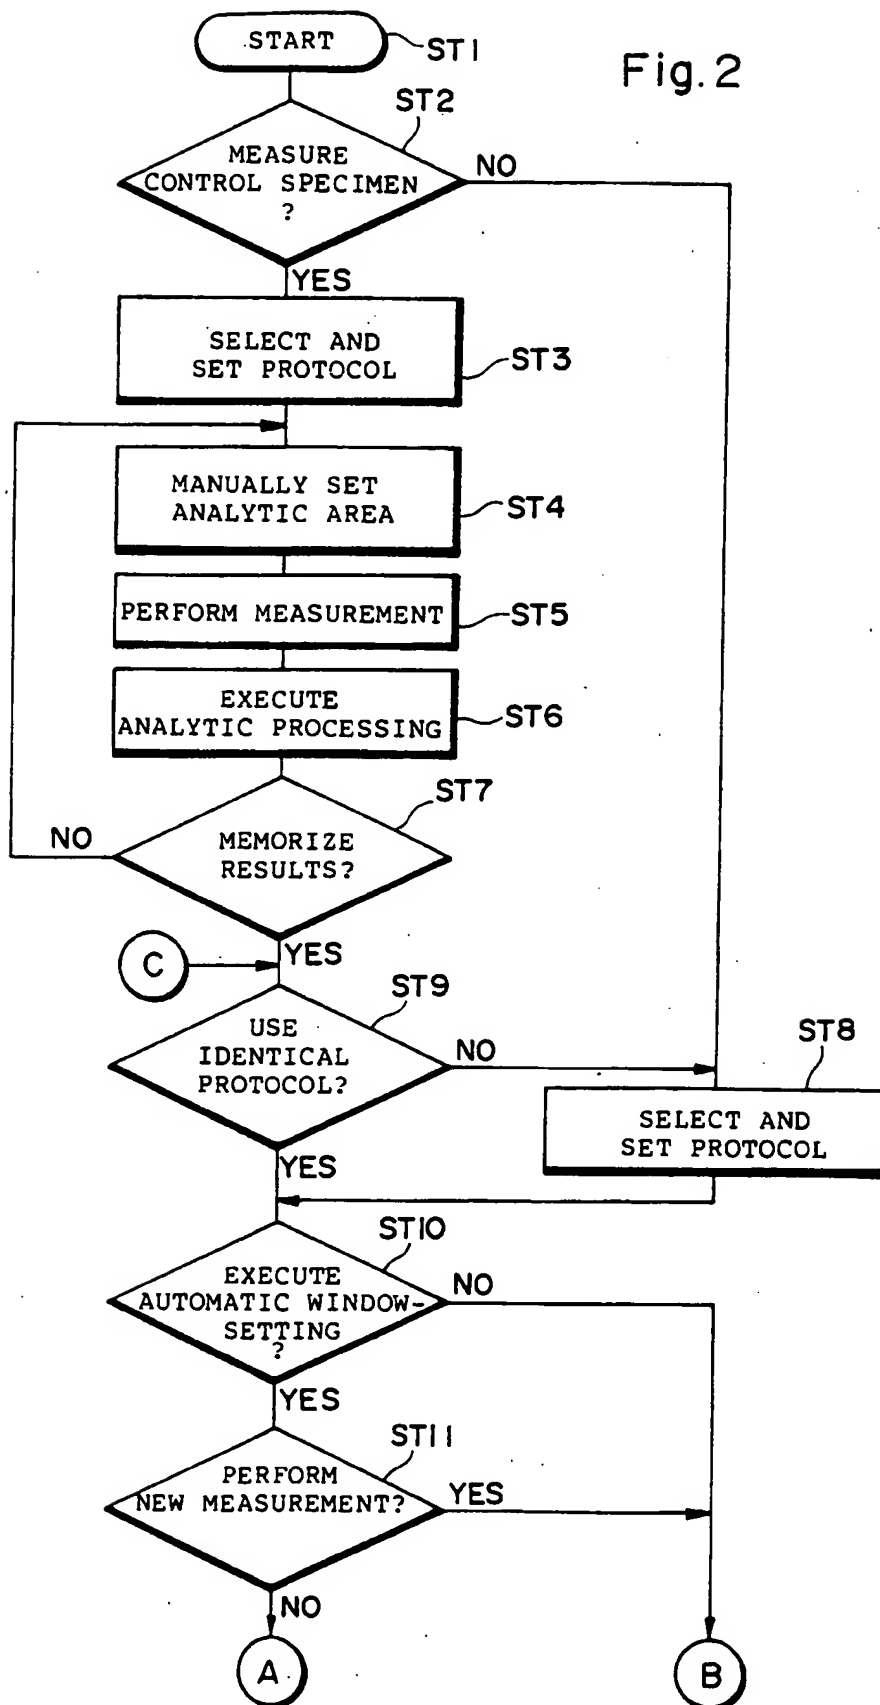 START
ST1
Fig. 2
ST2
MEASURE
CONTROL SPECIMEN
?
NO
YES
SELECT AND
SET PROTOCOL
ST3
MANUALLY SET
ANALYTIC AREA
ST4
PERFORM MEASUREMENT
ST5
EXECUTE
ANALYTIC PROCESSING
ST6
ST7
MEMORIZE
RESULTS?
NO
YES
C
ST9
USE
IDENTICAL
PROTOCOL?
NO
ST8
SELECT AND
SET PROTOCOL
YES
ST10
EXECUTE
AUTOMATIC WINDOW-
SETTING
?
NO
YES
ST11
PERFORM
NEW MEASUREMENT?
YES
NO
A
B